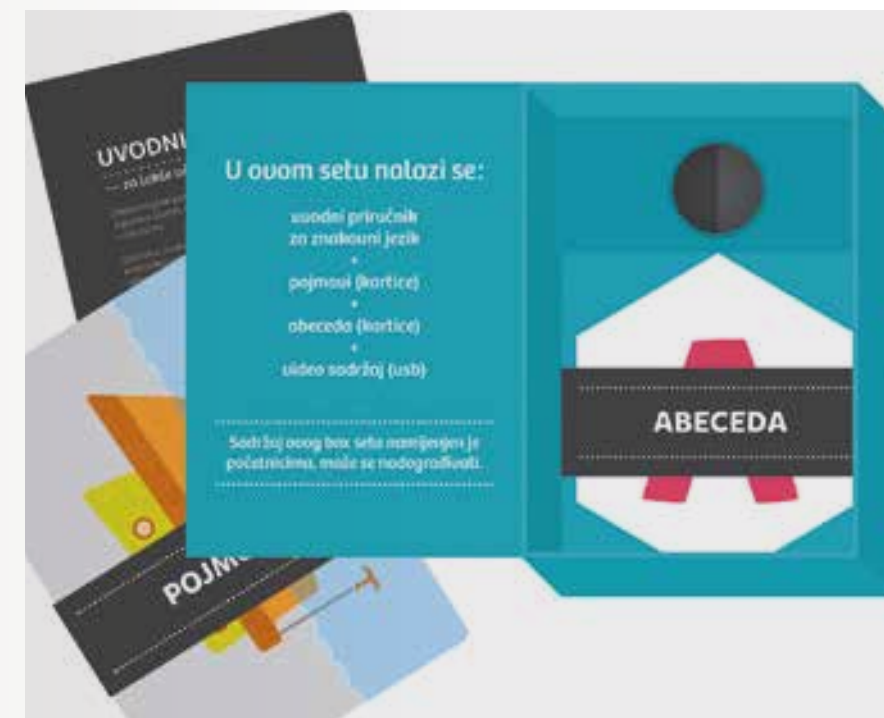 UVODNI
U ovom setu nalazi se:
uvodni priručnik
za znakovni jezik
+
pojmovi (kartice)
+
abeceda (kartice)
+
video sadržaj (usb)
Sadržaj ovog box seta namijenjen je
početnicima, može se nadograđivati.
ABECEDA